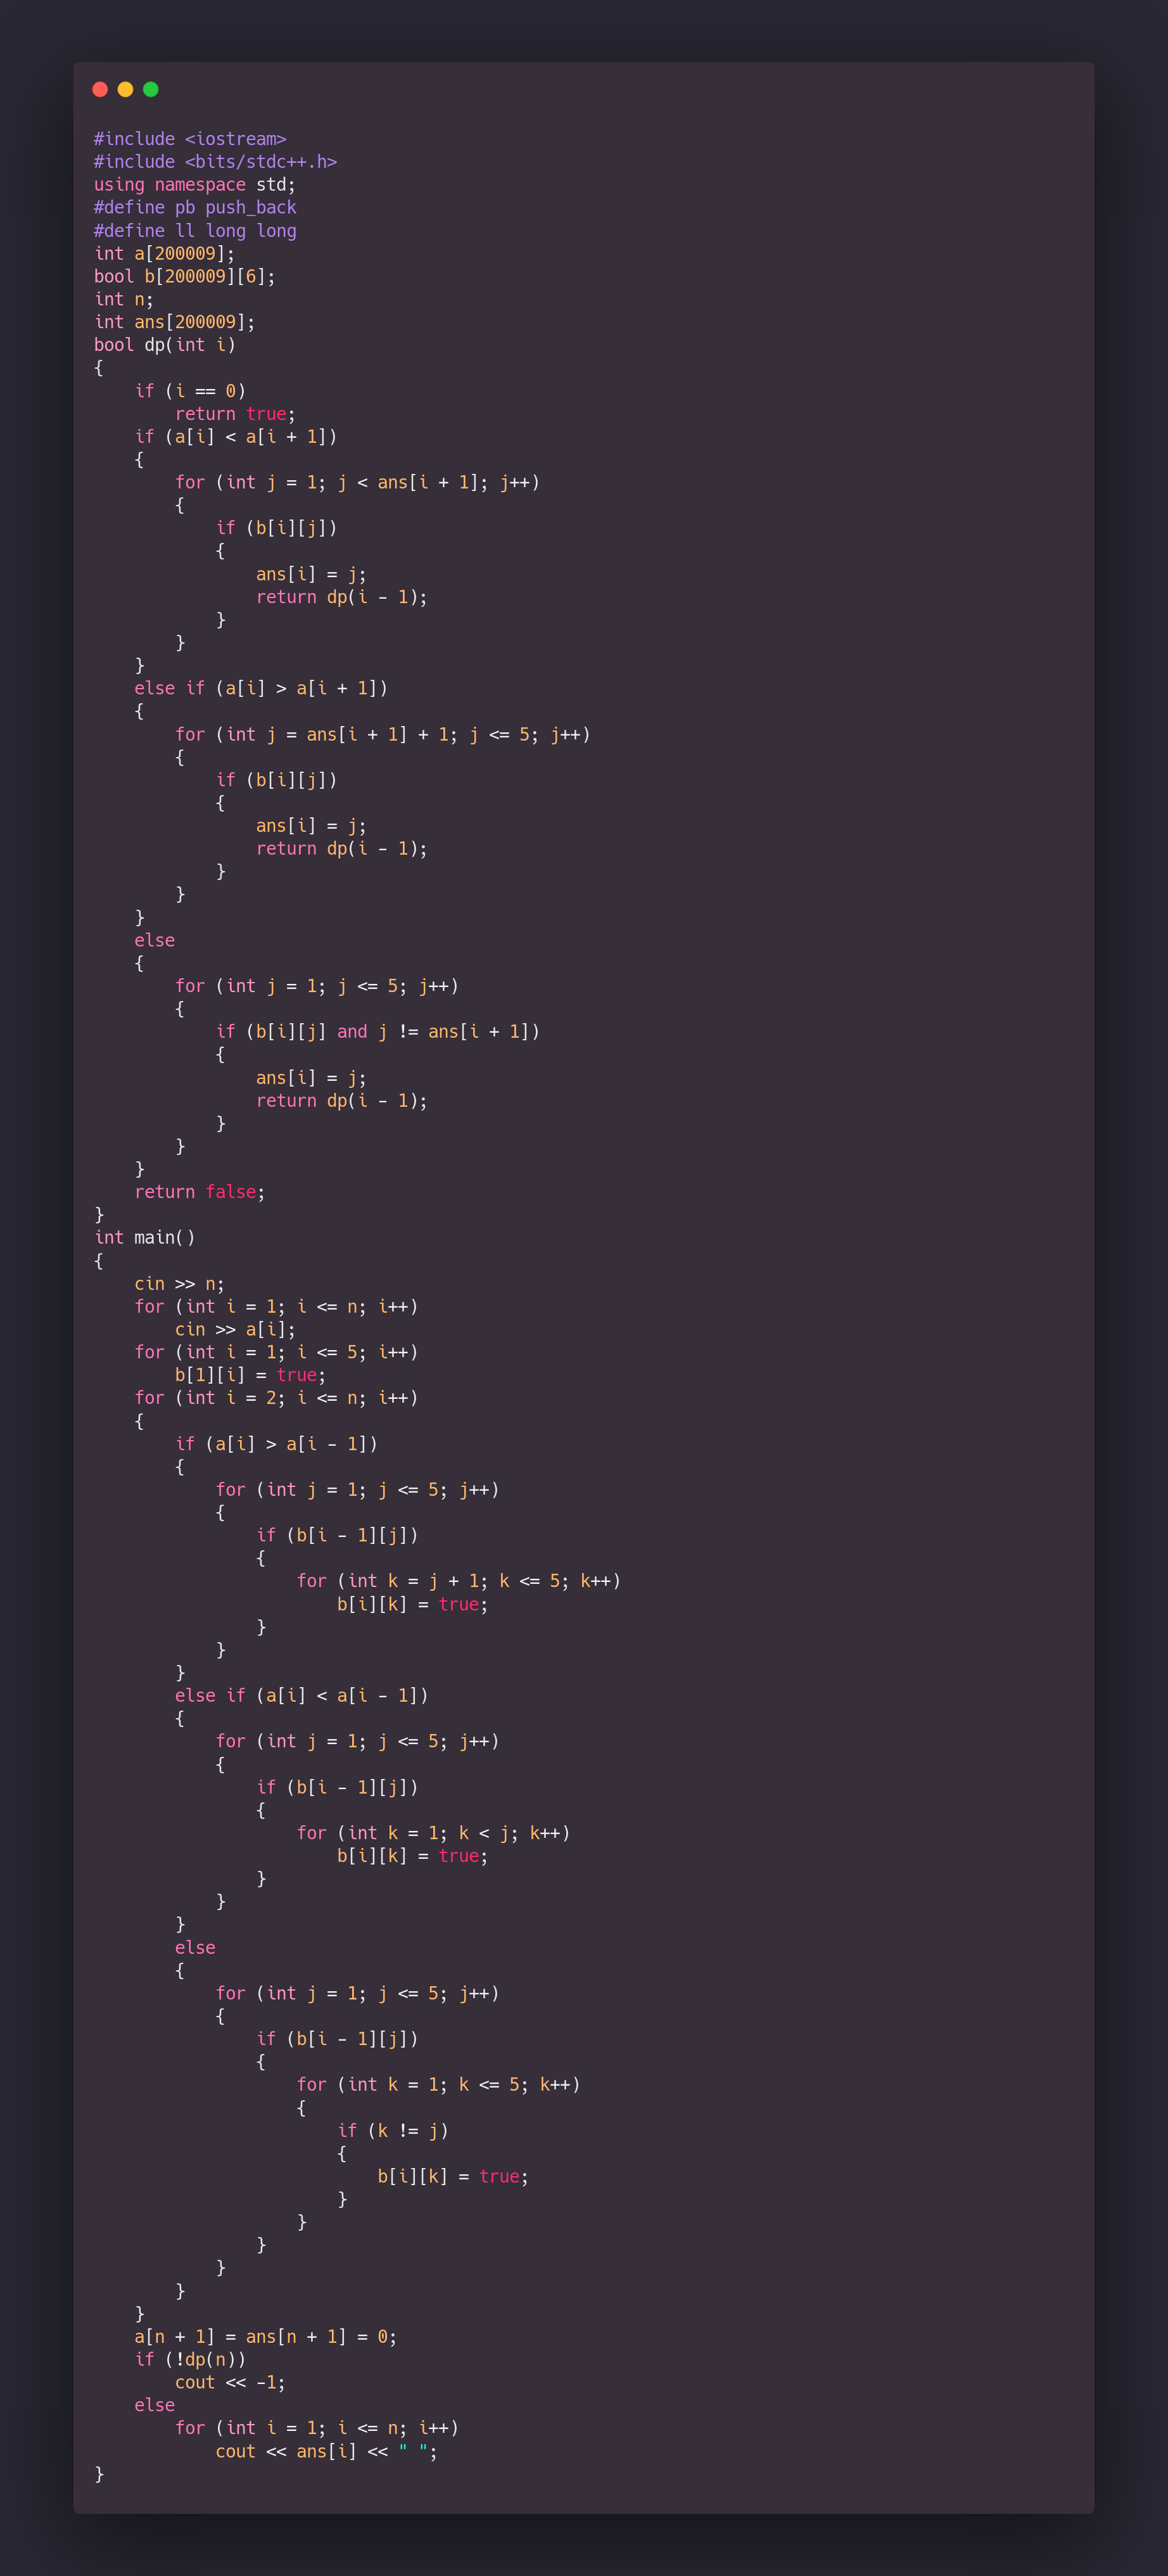 #include <iostream>
#include <bits/stdc++.h>
using namespace std;
#define pb push_back
#define ll long long
int a[200009];
bool b[200009][6];
int n;
int ans[200009];
bool dp(int i)
{
    if (i == 0)
        return true;
    if (a[i] < a[i + 1])
    {
        for (int j = 1; j < ans[i + 1]; j++)
        {
            if (b[i][j])
            {
                ans[i] = j;
                return dp(i - 1);
            }
        }
    }
    else if (a[i] > a[i + 1])
    {
        for (int j = ans[i + 1] + 1; j <= 5; j++)
        {
            if (b[i][j])
            {
                ans[i] = j;
                return dp(i - 1);
            }
        }
    }
    else
    {
        for (int j = 1; j <= 5; j++)
        {
            if (b[i][j] and j != ans[i + 1])
            {
                ans[i] = j;
                return dp(i - 1);
            }
        }
    }
    return false;
}
int main()
{
    cin >> n;
    for (int i = 1; i <= n; i++)
        cin >> a[i];
    for (int i = 1; i <= 5; i++)
        b[1][i] = true;
    for (int i = 2; i <= n; i++)
    {
        if (a[i] > a[i - 1])
        {
            for (int j = 1; j <= 5; j++)
            {
                if (b[i - 1][j])
                {
                    for (int k = j + 1; k <= 5; k++)
                        b[i][k] = true;
                }
            }
        }
        else if (a[i] < a[i - 1])
        {
            for (int j = 1; j <= 5; j++)
            {
                if (b[i - 1][j])
                {
                    for (int k = 1; k < j; k++)
                        b[i][k] = true;
                }
            }
        }
        else
        {
            for (int j = 1; j <= 5; j++)
            {
                if (b[i - 1][j])
                {
                    for (int k = 1; k <= 5; k++)
                    {
                        if (k != j)
                        {
                            b[i][k] = true;
                        }
                    }
                }
            }
        }
    }
    a[n + 1] = ans[n + 1] = 0;
    if (!dp(n))
        cout << -1;
    else
        for (int i = 1; i <= n; i++)
            cout << ans[i] << " ";
}